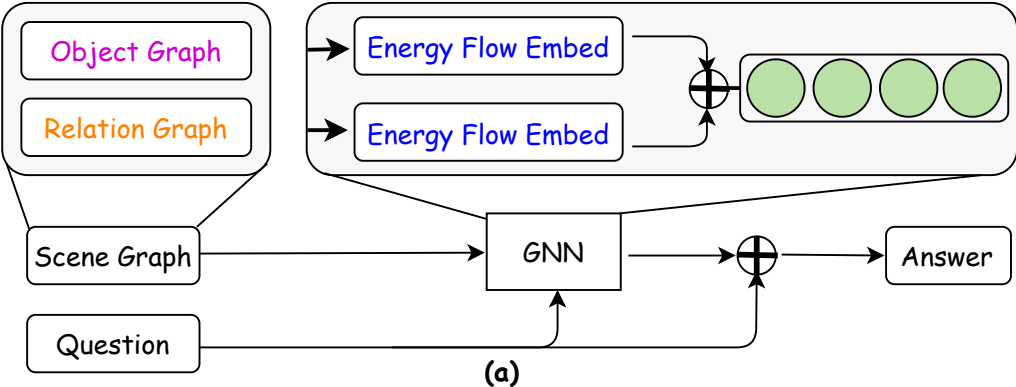 Object Graph
Relation Graph
Energy Flow Embed
Energy Flow Embed
Scene Graph
GNN
Answer
Question
(a)